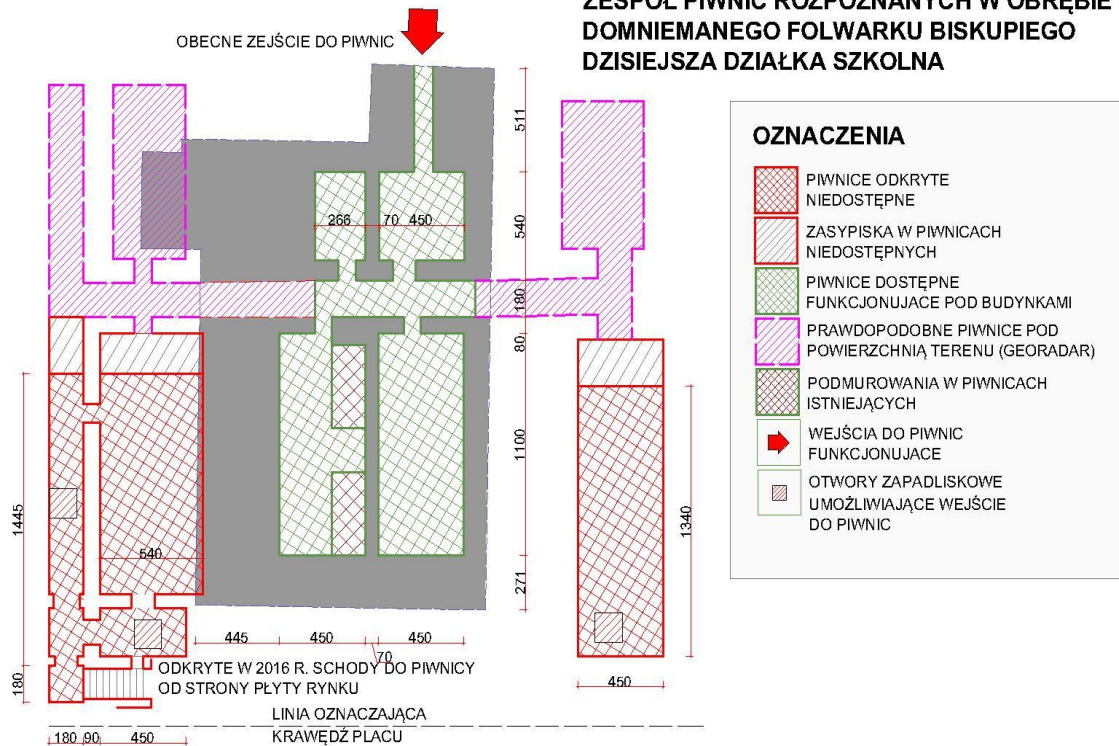 ZESPÓŁ PIWNIC ROZPOZNANYCH W OBRĘBIE
DOMNIEMANEGO FOLWARKU BISKUPIEGO
DZISIEJSZA DZIAŁKA SZKOLNA
OBECNE ZEJŚCIE DO PIWNIC
OZNACZENIA
PIWNICE ODKRYTE
NIEDOSTĘPNE
ZASYPISKA W PIWNICACH
NIEDOSTĘPNYCH
PIWNICE DOSTĘPNE
FUNKCJONUJACE POD BUDYNKAMI
PRAWDOPODOBNE PIWNICE POD
POWIERZCHNIĄ TERENU (GEORADAR)
PODMUROWANIA W PIWNICACH
ISTNIEJĄCYCH
WEJŚCIA DO PIWNIC
FUNKCJONUJACE
OTWORY ZAPADLISKOWE
UMOŻLIWIAJĄCE WEJŚCIE
DO PIWNIC
511
266 70 450
540
180
80
1100
1445
1340
540
271
445 450 450
70
180
450
ODKRYTE W 2016 R. SCHODY DO PIWNICY
OD STRONY PŁYTY RYNKU
LINIA OZNACZAJĄCA
KRAWĘDŹ PLACU
180 90 450